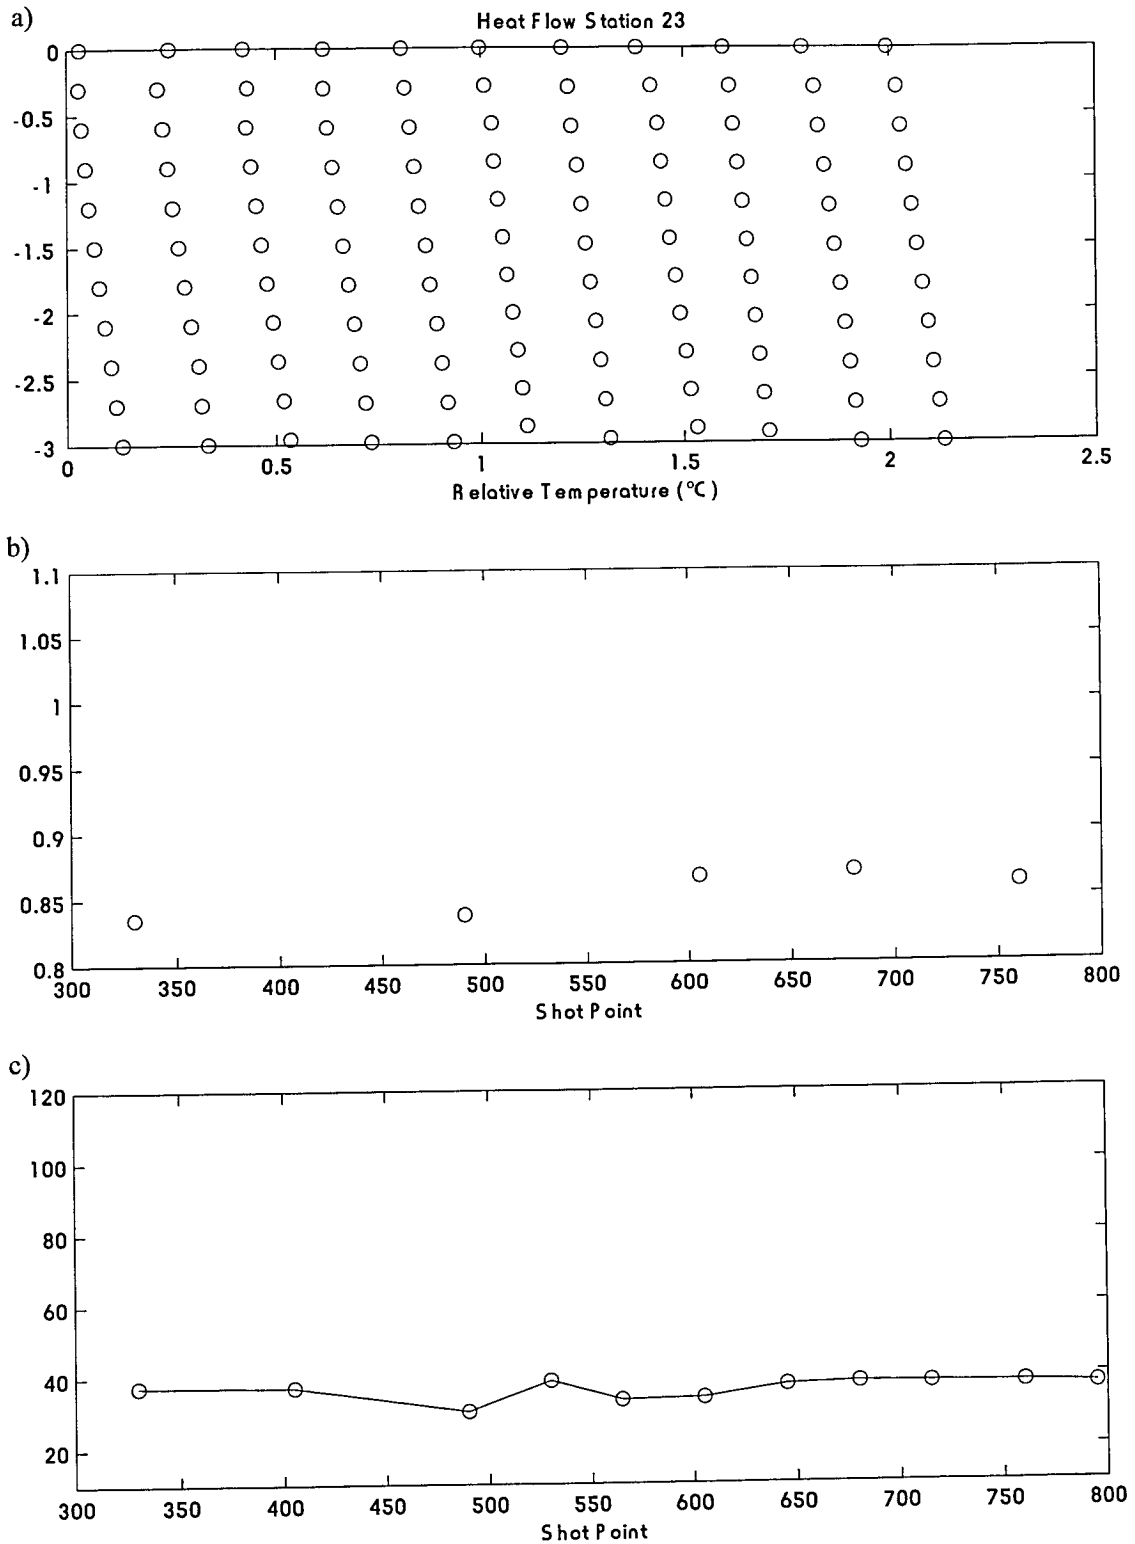 a)
Heat Flow Station 23
0
-0.5
-1
-1.5
-2
-2.5
-3
0 0.5 1 1.5 2 2.5
Relative Temperature (°C)
b)
1.1
1.05
1
0.95
0.9
0.85
0.8
300 350 400 450 500 550 600 650 700 750 800
Shot Point
c)
120
100
80
60
40
20
300 350 400 450 500 550 600 650 700 750 800
Shot Point